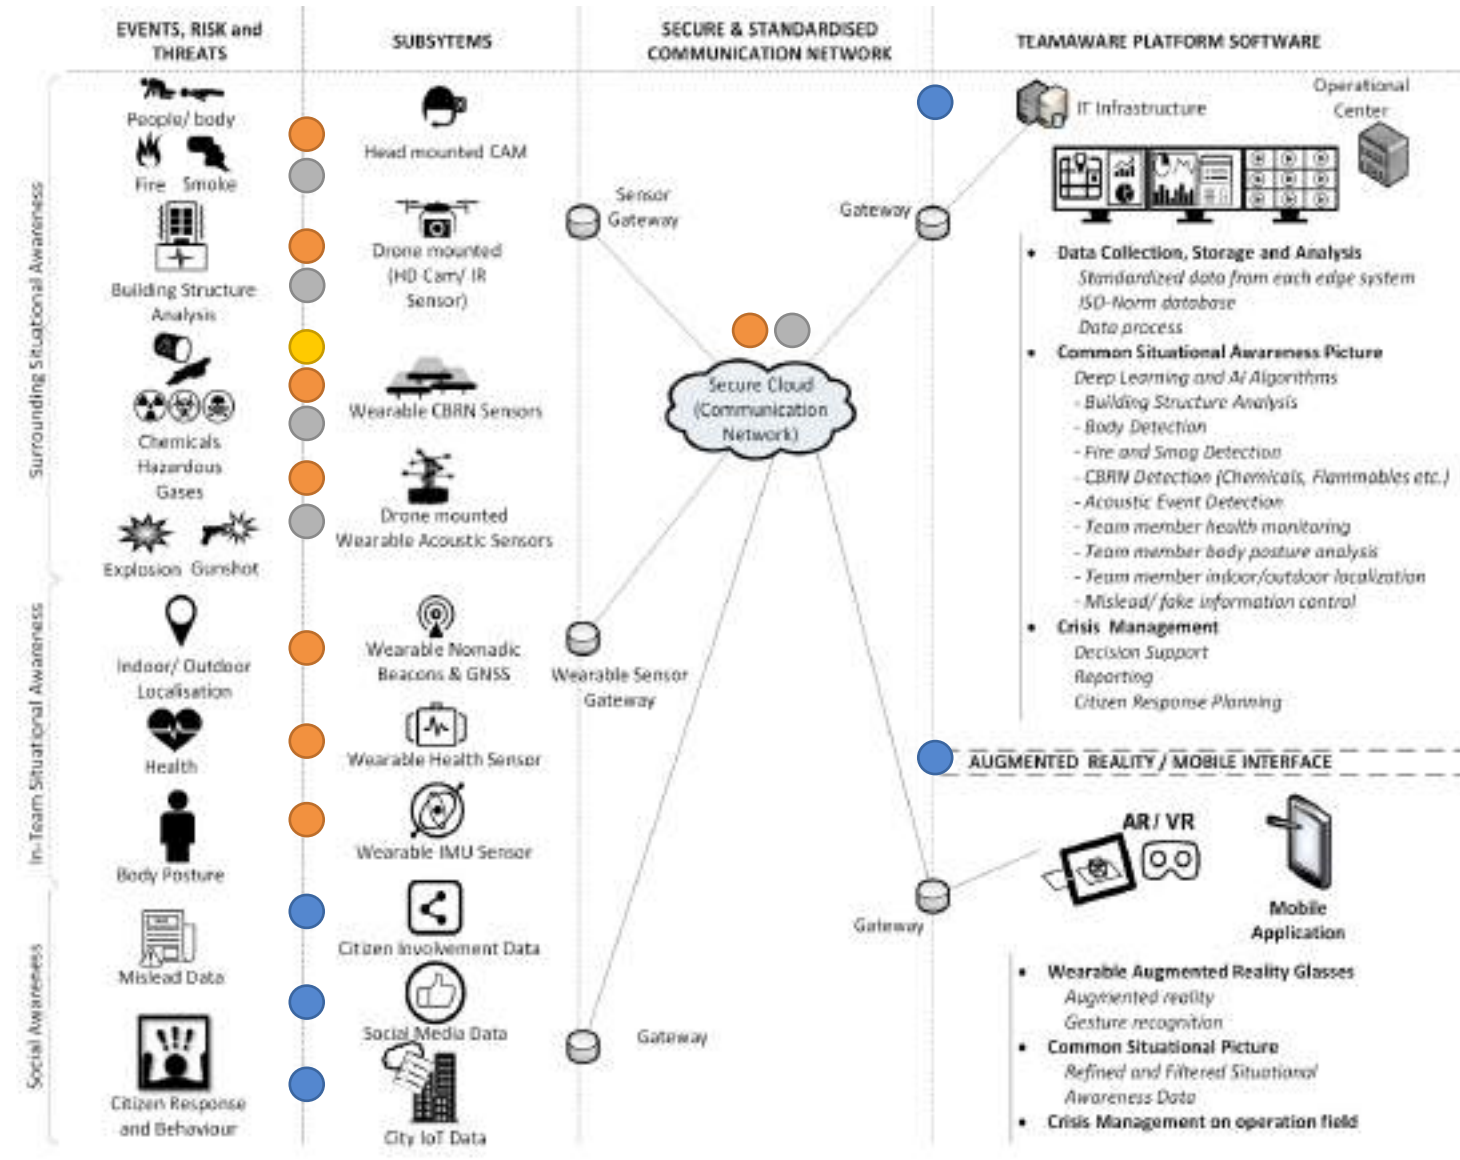 EVENTS, RISK and
THREATS
SUBSYTEMS
SECURE & STANDARDISED
COMMUNICATION NETWORK
TEAMAWARE PLATFORM SOFTWARE
Surrounding Situational Awareness
In-Team Situational Awareness
Social Awareness
People/ body
Fire Smoke
Building Structure
Analysis
Chemicals
Hazardous
Gases
Explosion Gunshot
Indoor/ Outdoor
Localisation
Health
Body Posture
Mislead Data
Citizen Response
and Behaviour
Head mounted CAM
Drone mounted
(HD Cam/ IR
Sensor)
Wearable CBRN Sensors
Drone mounted
Wearable Acoustic Sensors
Wearable Nomadic
Beacons & GNSS
Wearable Health Sensor
Wearable IMU Sensor
Citizen Involvement Data
Social Media Data
City IoT Data
Sensor
Gateway
Gateway
Secure Cloud
(Communication
Network)
Wearable Sensor
Gateway
Gateway
Gateway
IT Infrastructure
Operational
Center
• Data Collection, Storage and Analysis
Standardized data from each edge system
ISO-Norm database
Data process
• Common Situational Awareness Picture
Deep Learning and AI Algorithms
- Building Structure Analysis
- Body Detection
- Fire and Smog Detection
- CBRN Detection (Chemicals, Flammables etc.)
- Acoustic Event Detection
- Team member health monitoring
- Team member body posture analysis
- Team member indoor/outdoor localization
- Mislead/ fake information control
• Crisis Management
Decision Support
Reporting
Citizen Response Planning
AUGMENTED REALITY / MOBILE INTERFACE
AR/ VR
Mobile
Application
• Wearable Augmented Reality Glasses
Augmented reality
Gesture recognition
• Common Situational Picture
Refined and Filtered Situational
Awareness Data
• Crisis Management on operation field